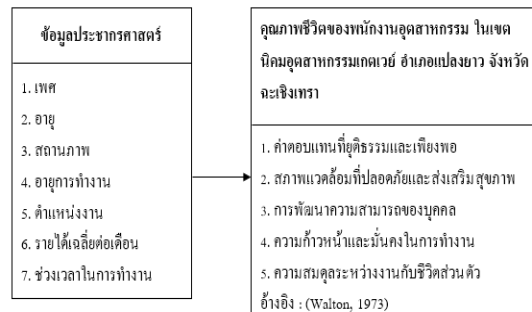 ข้อมูลประชากรศาสตร์
1. เพศ
2. อายุ
3. สถานภาพ
4. อายุการทำงาน
5. ตำแหน่งงาน
6. รายได้เฉลี่ยต่อเดือน
7. ช่วงเวลาในการทำงาน
คุณภาพชีวิตของพนักงานอุตสาหกรรม ในเขต
นิคมอุตสาหกรรมเกตเวย์ อำเภอแปลงยาว จังหวัด
ฉะเชิงเทรา
1. ค่าตอบแทนที่ยุติธรรมและเพียงพอ
2. สภาพแวดล้อมที่ปลอดภัยและส่งเสริมสุขภาพ
3. การพัฒนาความสามารถของบุคคล
4. ความก้าวหน้าและมั่นคงในการทำงาน
5. ความสมดุลระหว่างงานกับชีวิตส่วนตัว
อ้างอิง : (Walton, 1973)